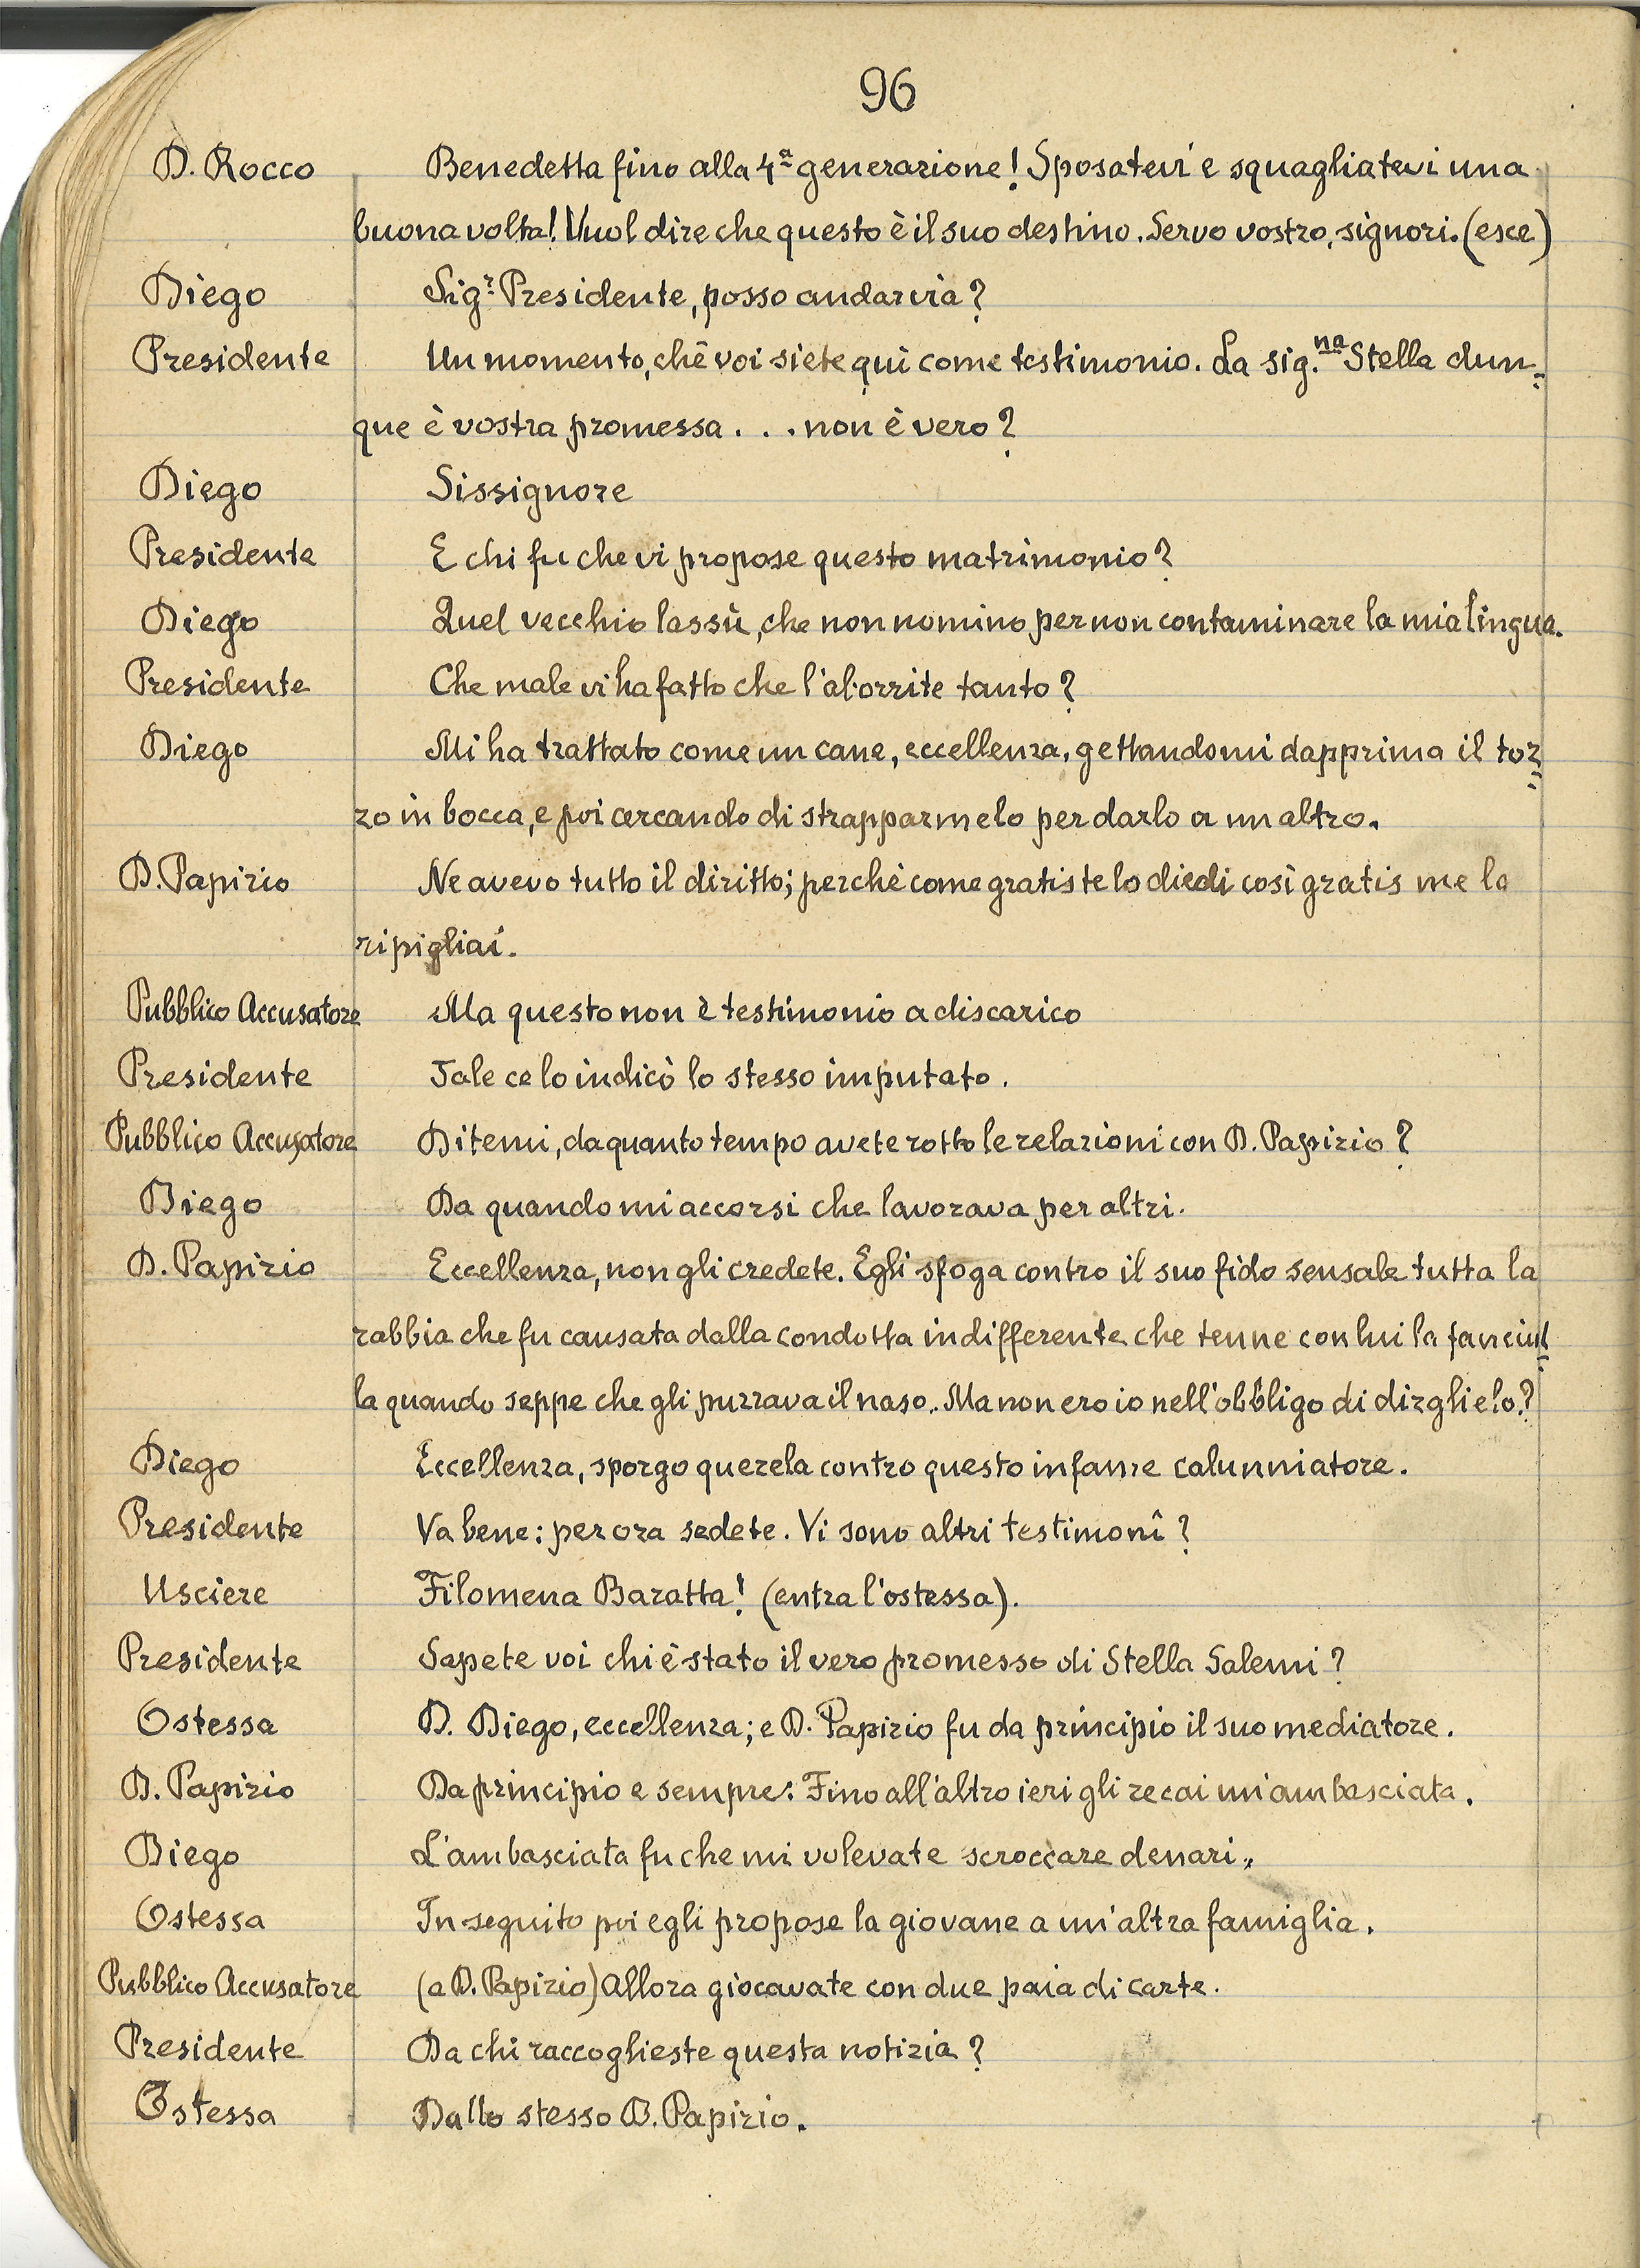 96
D. Rocco Benedetta fino alla 4ª generazione! Sposatevi e squagliatevi una
buona volta! Vuol dire che questo è il suo destino. Servo vostro, signori. (esce)
Diego Sig.r Presidente, posso andar via?
Presidente Un momento, chè voi siete quì come testimonio. La sig.na Stella dun=
que è vostra promessa . . . non è vero?
Diego Sissignore
Presidente E chi fu che vi propose questo matrimonio?
Diego Quel vecchio lassù, che non nomino per non contaminare la mia lingua.
Presidente Che male vi ha fatto che l'aborrite tanto?
Diego Mi ha trattato come un cane, eccellenza, gettandomi dapprima il toz=
zo in bocca, e poi cercando di strapparmelo per darlo a un altro.
D. Papirio Ne avevo tutto il diritto; perchè come gratis te lo diedi così gratis me lo
ripigliai.
Pubblico Accusatore Ma questo non è testimonio a discarico
Presidente Tale ce lo indicò lo stesso imputato.
Pubblico Accusatore Ditemi, da quanto tempo avete rotto le relazioni con D. Papirio?
Diego Da quando mi accorsi che lavorava per altri.
D. Papirio Eccellenza, non gli credete. Egli sfoga contro il suo fido sensale tutta la
rabbia che fu causata dalla condotta indifferente che tenne con lui la fanciul=
la quando seppe che gli puzzava il naso. Ma non ero io nell'obbligo di dirglielo?
Diego Eccellenza, sporgo querela contro questo infame calunniatore.
Presidente Va bene: per ora sedete. Vi sono altri testimonî?
Usciere Filomena Baratta! (entra l'ostessa).
Presidente Sapete voi chi è stato il vero promesso di Stella Salemi?
Ostessa D. Diego, eccellenza; e D. Papirio fu da principio il suo mediatore.
D. Papirio Da principio e sempre: Fino all'altro ieri gli recai un'ambasciata.
Diego L'ambasciata fu che mi volevate scroccare denari.
Ostessa In seguito poi egli propose la giovane a un'altra famiglia.
Pubblico Accusatore (a D. Papirio) Allora giocavate con due paia di carte.
Presidente Da chi raccoglieste questa notizia?
Ostessa Dallo stesso D. Papirio.